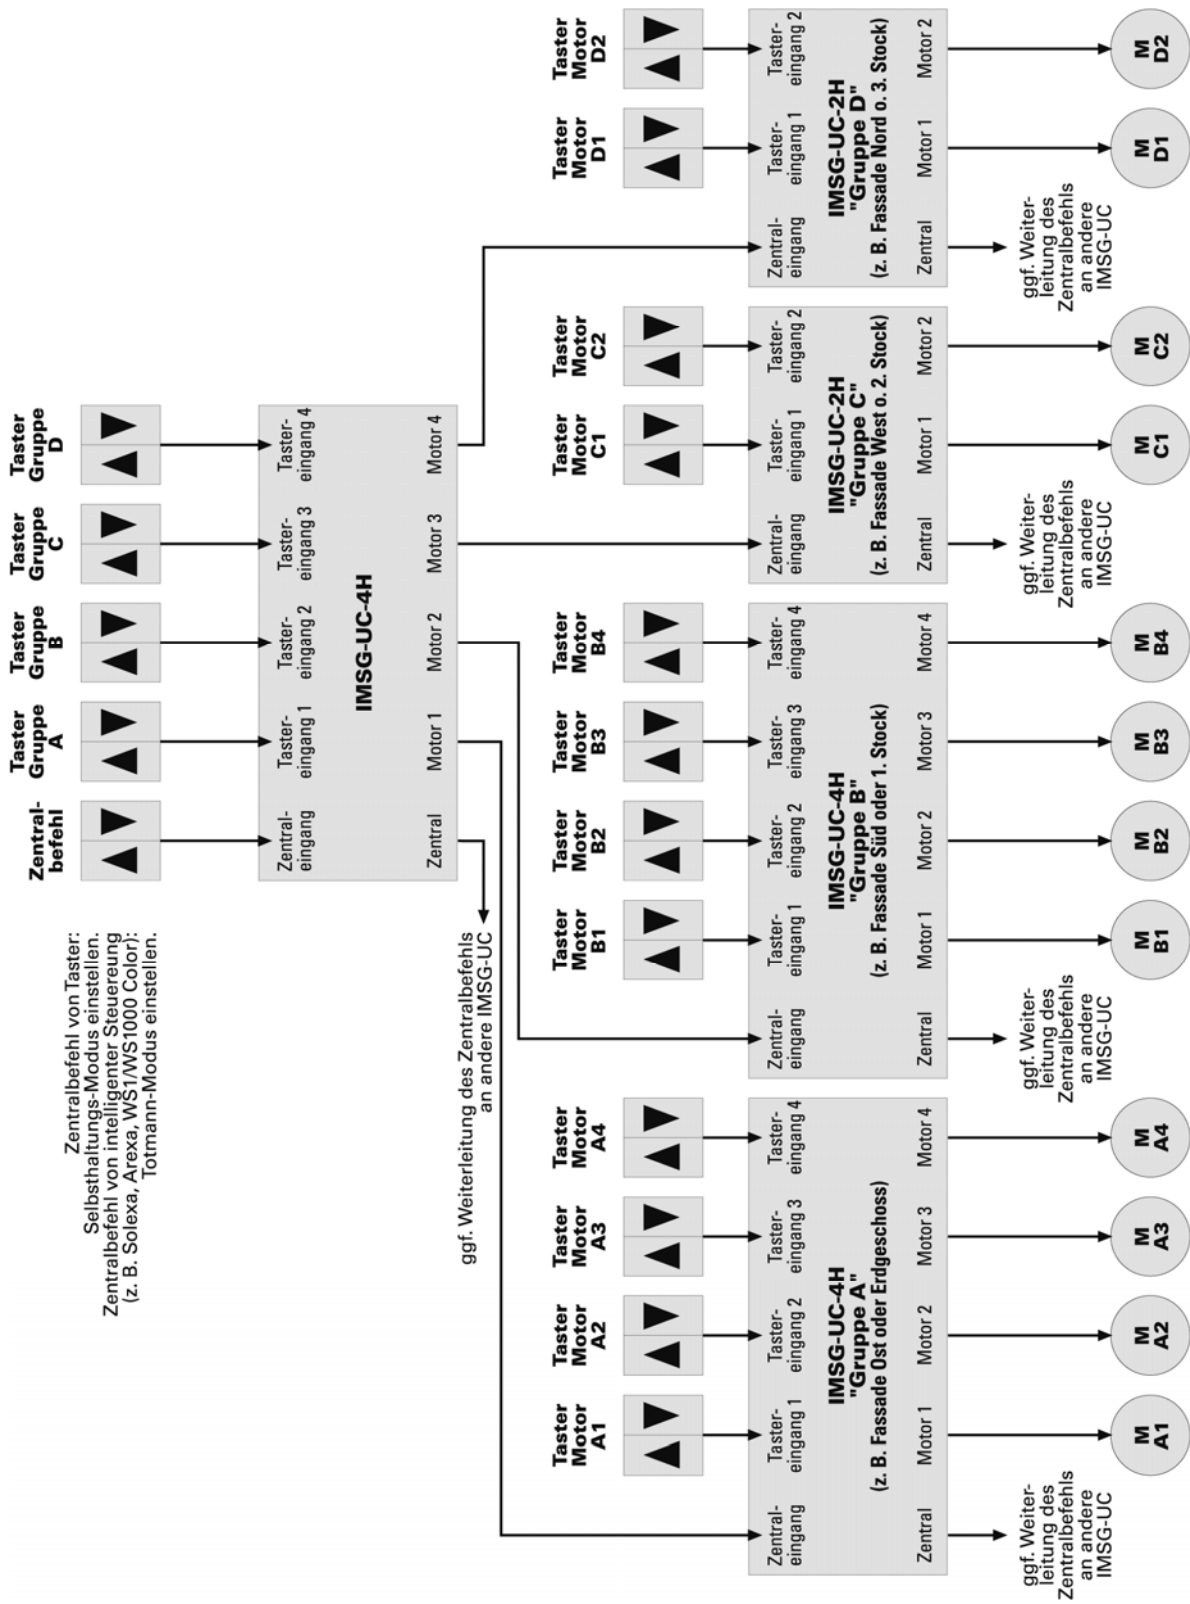 Zentralbefehl von Taster:
Selbsthaltungs-Modus einstellen.
Zentralbefehl von intelligenter Steuereung
(z. B. Solexa, Arexa, WS1/WS1000 Color):
Totmann-Modus einstellen.
Zentral-
befehl
Taster
Gruppe
A
Taster
Gruppe
B
Taster
Gruppe
C
Taster
Gruppe
D
Zentral-
eingang
Taster-
eingang 1
Taster-
eingang 2
Taster-
eingang 3
Taster-
eingang 4
IMSG-UC-4H
Zentral
Motor 1
Motor 2
Motor 3
Motor 4
ggf. Weiterleitung des Zentralbefehls
an andere IMSG-UC
Taster
Motor
A1
Taster
Motor
A2
Taster
Motor
A3
Taster
Motor
A4
Taster
Motor
B1
Taster
Motor
B2
Taster
Motor
B3
Taster
Motor
B4
Taster
Motor
C1
Taster
Motor
C2
Taster
Motor
D1
Taster
Motor
D2
Zentral-
eingang
Taster-
eingang 1
Taster-
eingang 2
Taster-
eingang 3
Taster-
eingang 4
IMSG-UC-4H
"Gruppe A"
(z. B. Fassade Ost oder Erdgeschoss)
Zentral
Motor 1
Motor 2
Motor 3
Motor 4
Zentral-
eingang
Taster-
eingang 1
Taster-
eingang 2
Taster-
eingang 3
Taster-
eingang 4
IMSG-UC-4H
"Gruppe B"
(z. B. Fassade Süd oder 1. Stock)
Zentral
Motor 1
Motor 2
Motor 3
Motor 4
Zentral-
eingang
Taster-
eingang 1
Taster-
eingang 2
IMSG-UC-2H
"Gruppe C"
(z. B. Fassade West o. 2. Stock)
Zentral
Motor 1
Motor 2
Zentral-
eingang
Taster-
eingang 1
Taster-
eingang 2
IMSG-UC-2H
"Gruppe D"
(z. B. Fassade Nord o. 3. Stock)
Zentral
Motor 1
Motor 2
ggf. Weiter-
leitung des
Zentralbefehls
an andere
IMSG-UC
M
A1
M
A2
M
A3
M
A4
ggf. Weiter-
leitung des
Zentralbefehls
an andere
IMSG-UC
M
B1
M
B2
M
B3
M
B4
ggf. Weiter-
leitung des
Zentralbefehls
an andere
IMSG-UC
M
C1
M
C2
ggf. Weiter-
leitung des
Zentralbefehls
an andere
IMSG-UC
M
D1
M
D2